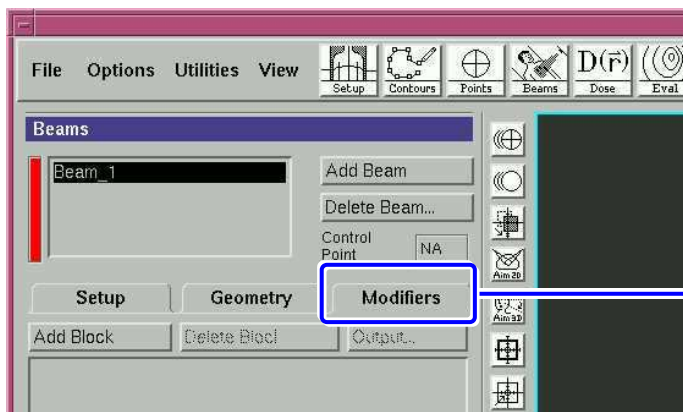 File Options Utilities View
Setup Contours Points Beams D(r⃗) Dose Eval
Beams
Beam_1
Add Beam
Delete Beam...
Control
Point NA
Aim 2D
Setup Geometry Modifiers
Aim 3D
Add Block Delete Block Output...